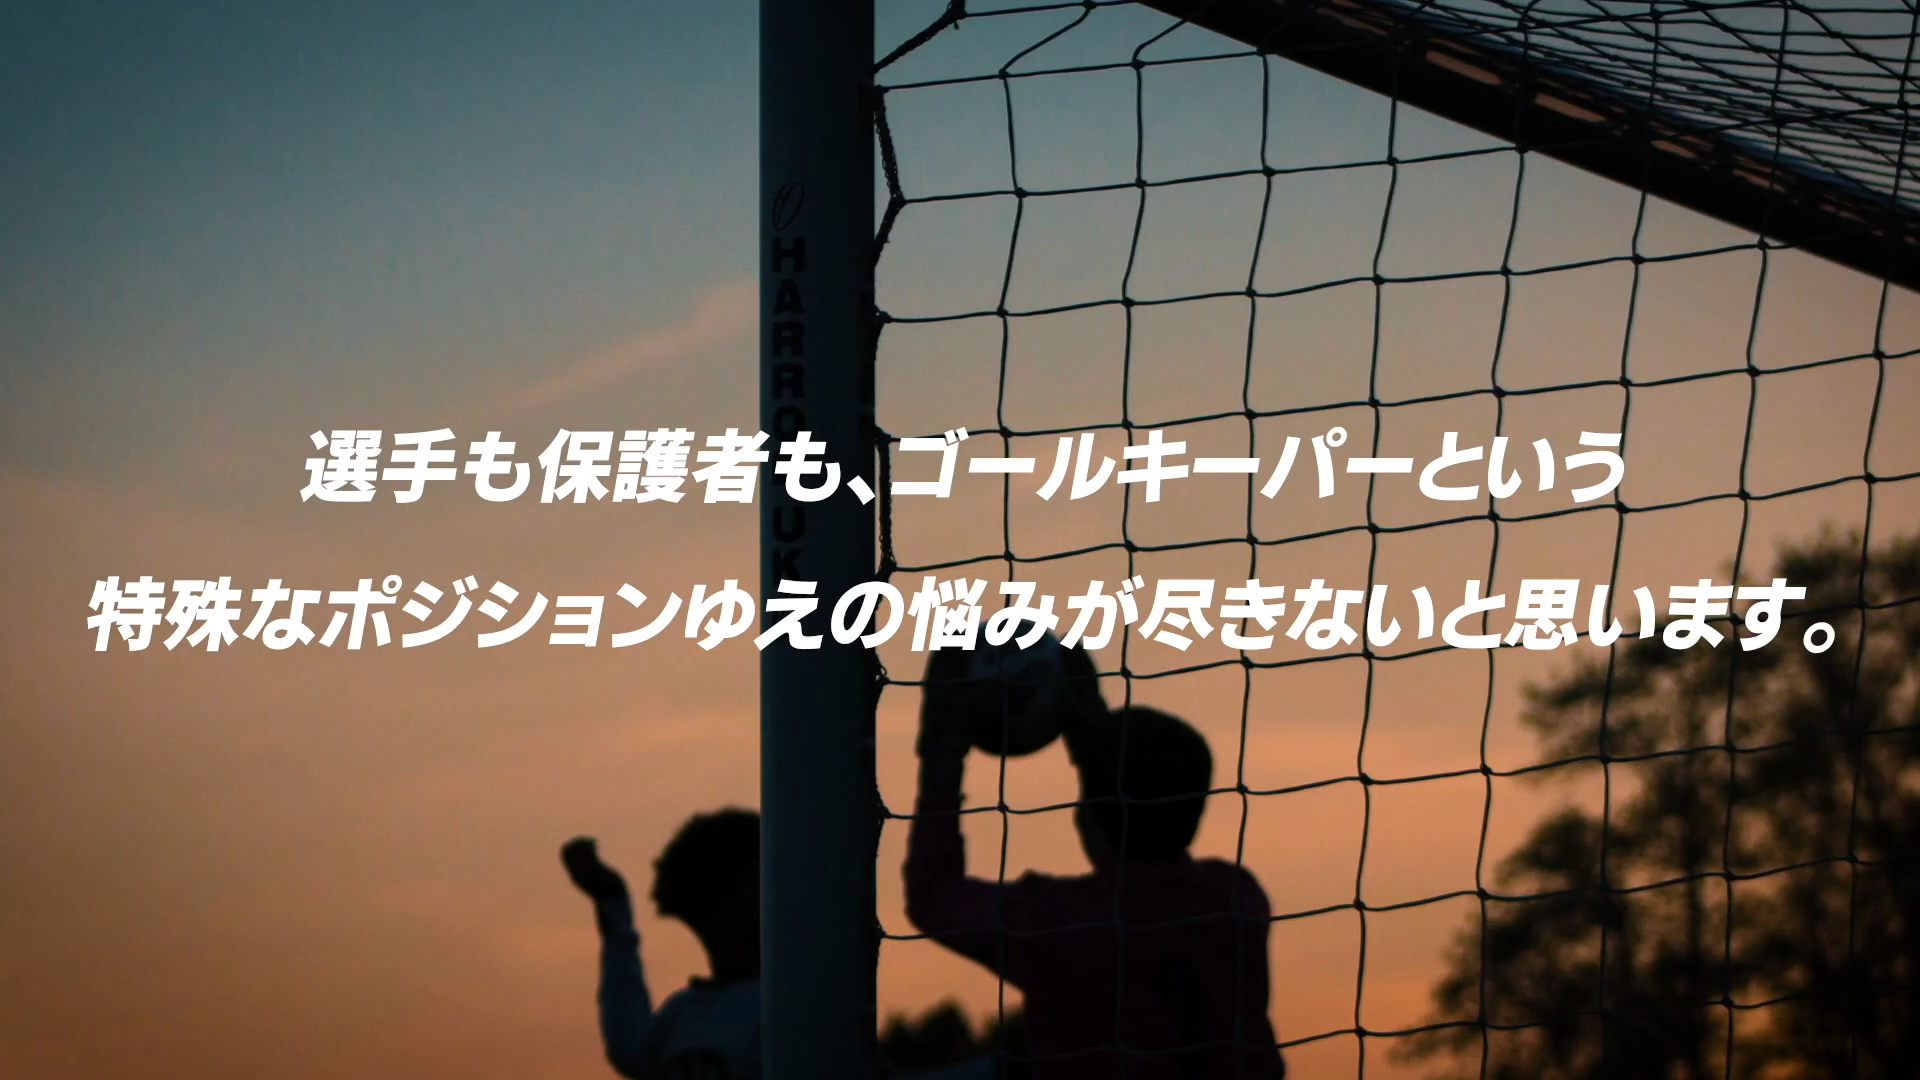 HARROD UK
選手も保護者も、ゴールキーパーという
特殊なポジションゆえの悩みが尽きないと思います。